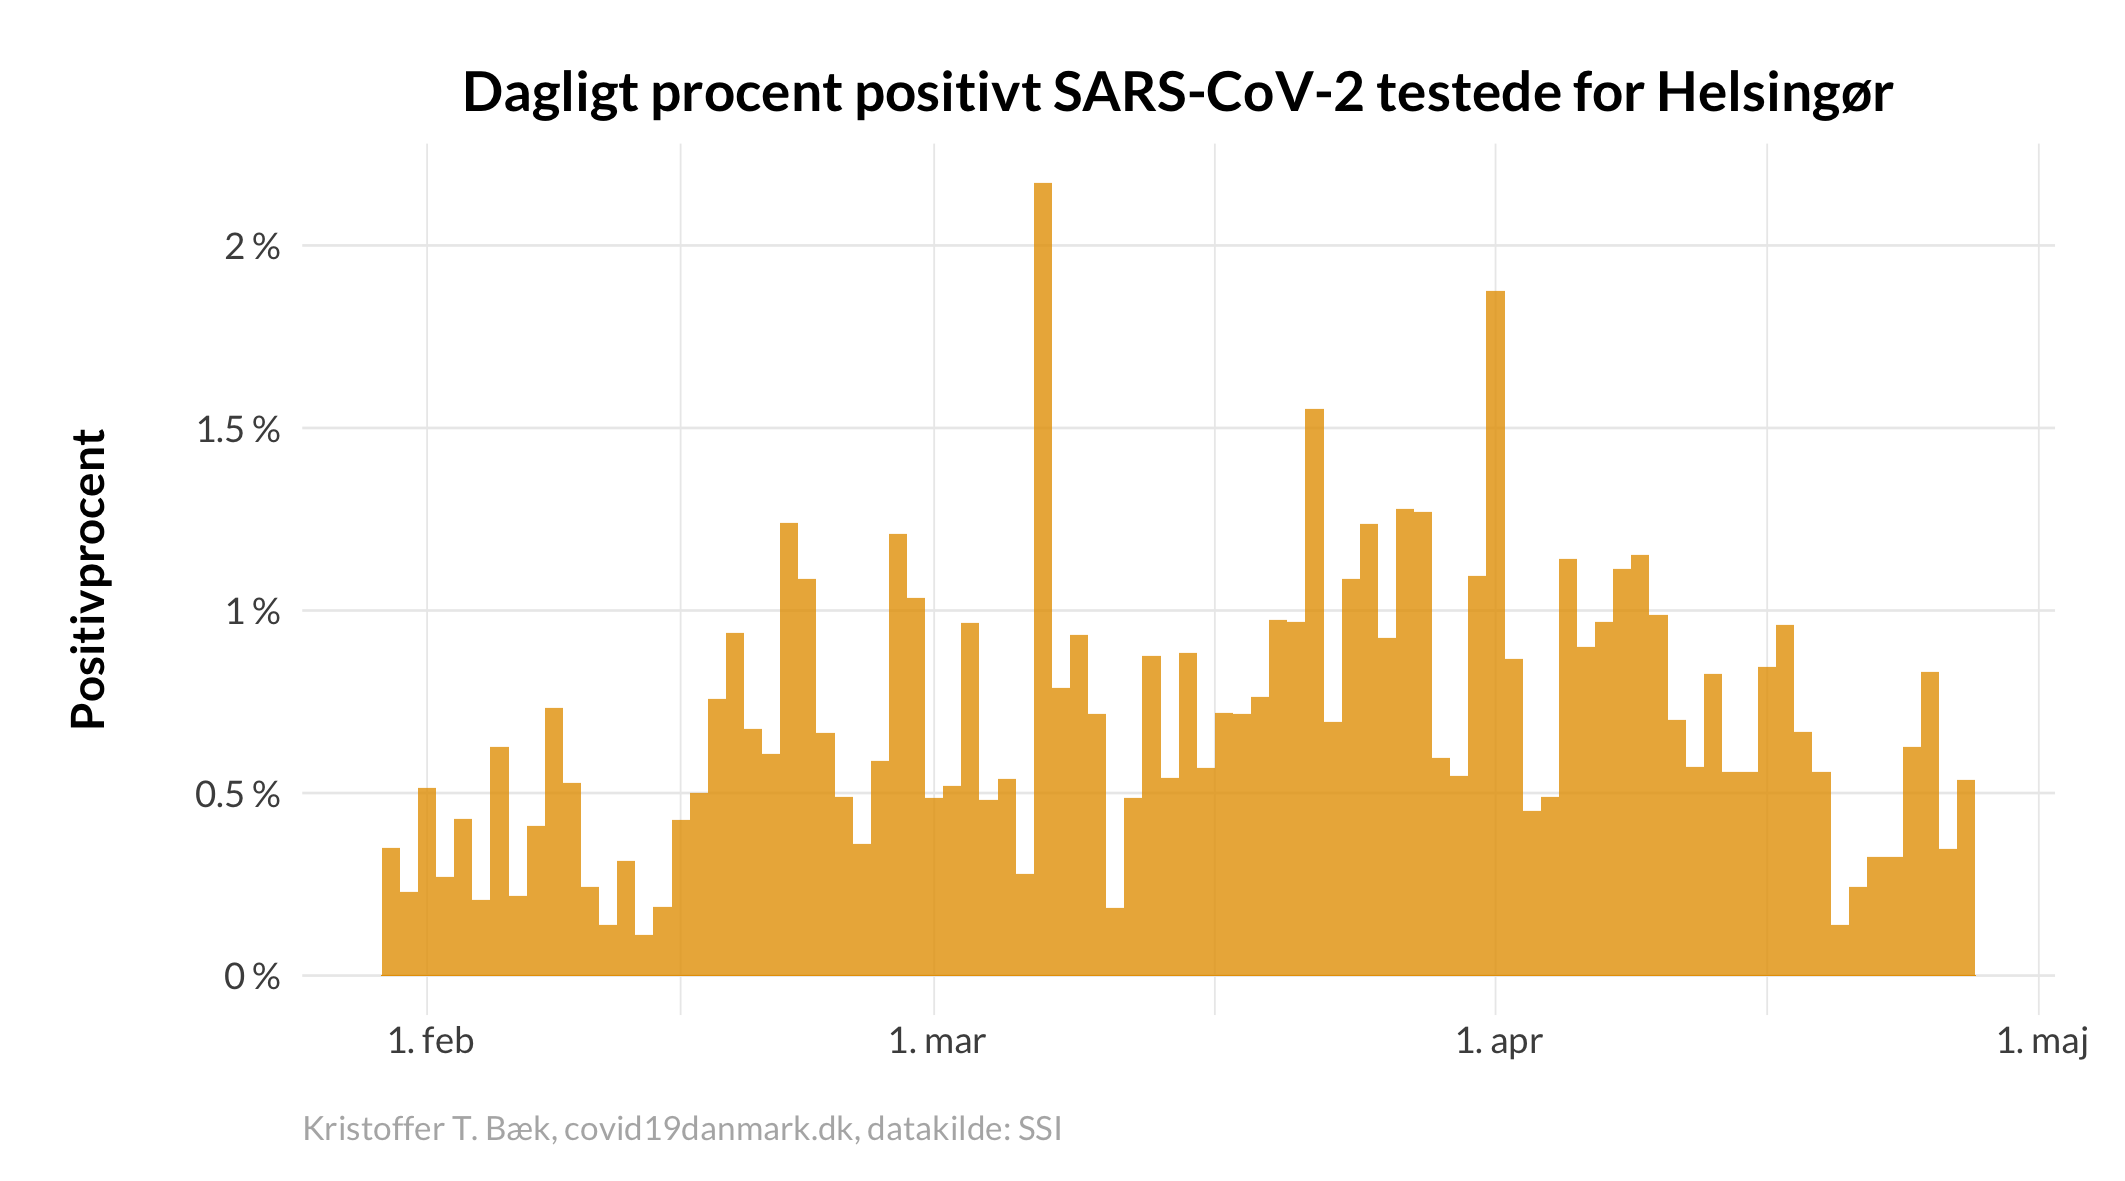 Dagligt procent positivt SARS-CoV-2 testede for Helsingør
Positivprocent
2 %
1.5 %
1 %
0.5 %
0 %
1. feb
1. mar
1. apr
1. maj
Kristoffer T. Bæk, covid19danmark.dk, datakilde: SSI